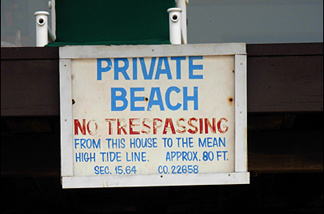 PRIVATE
BEACH
NO TRESPASSING
FROM THIS HOUSE TO THE MEAN
HIGH TIDE LINE. APPROX. 80 FT.
SEC. 15,64 CO. 22658